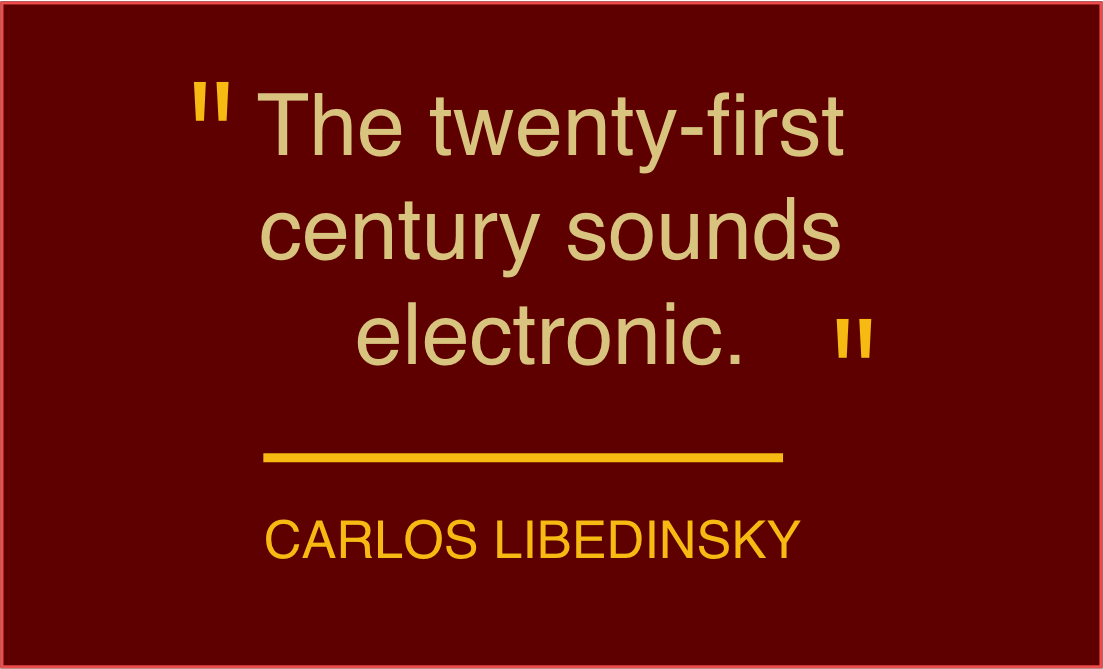 " The twenty-first
century sounds
electronic. "
CARLOS LIBEDINSKY